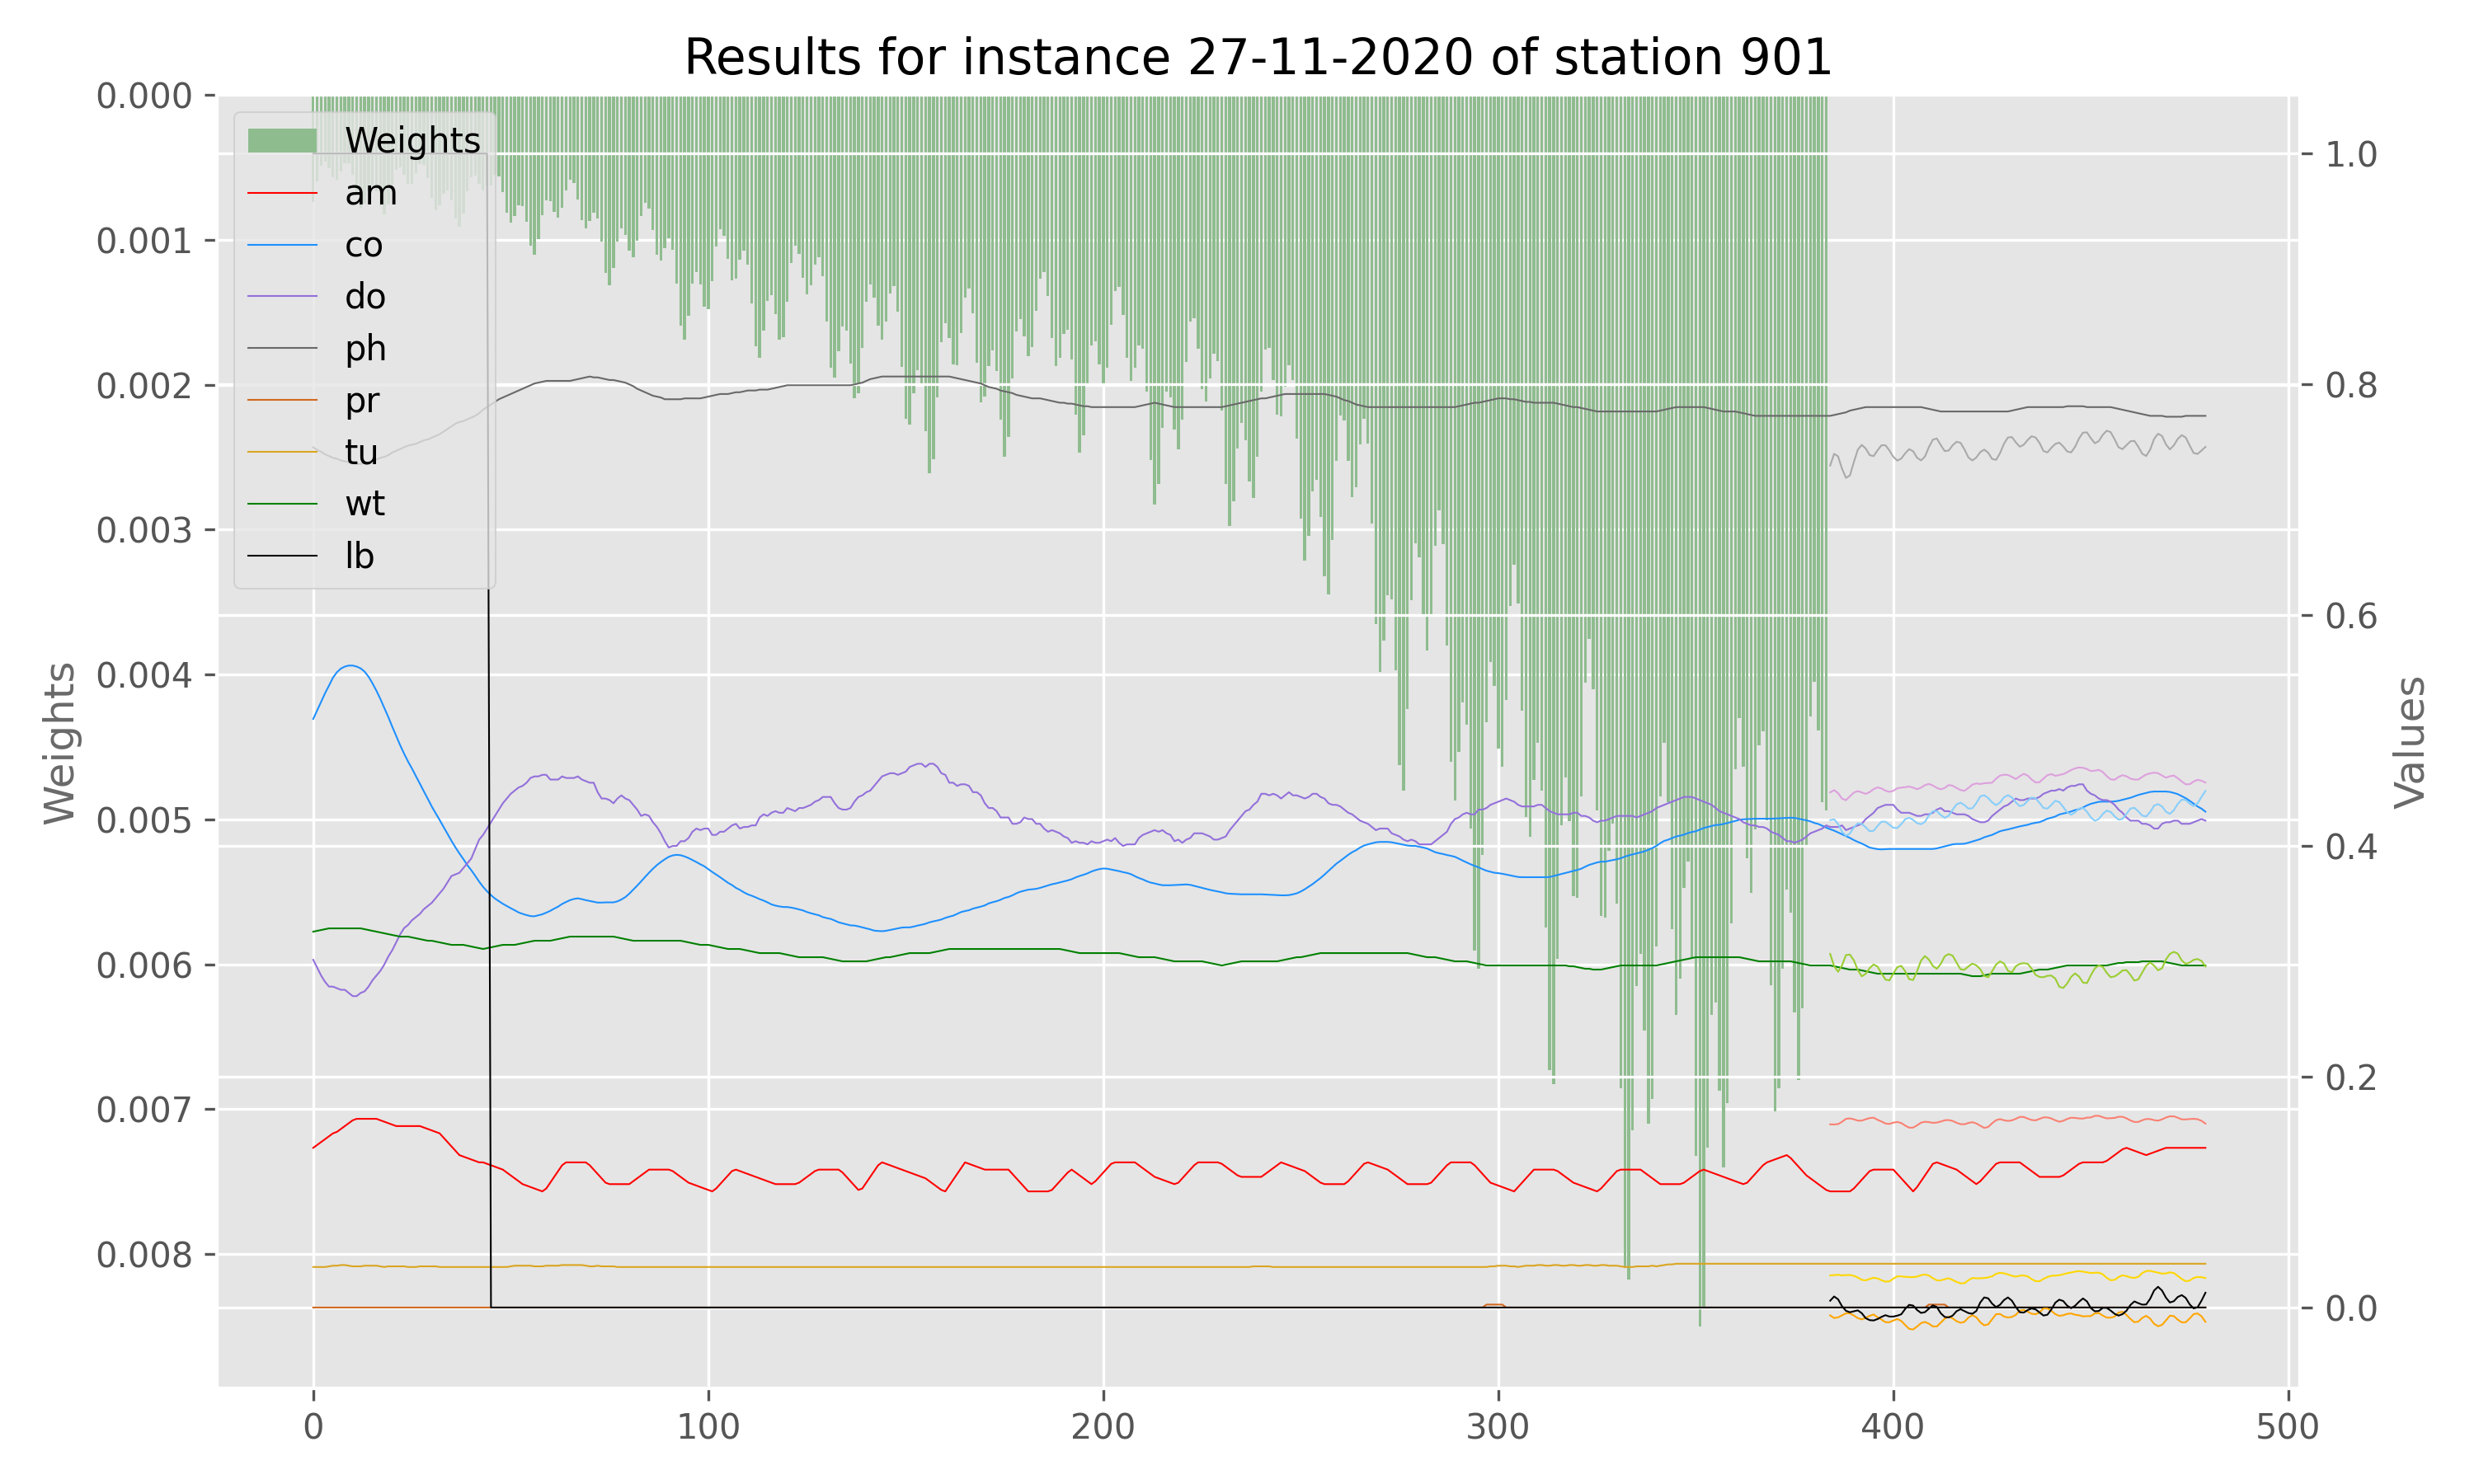 Results for instance 27-11-2020 of station 901
Weights
0.000
0.001
0.002
0.003
0.004
0.005
0.006
0.007
0.008
Weights
am
co
do
ph
pr
tu
wt
lb
1.0
0.8
0.6
0.4
0.2
0.0
Values
0 100 200 300 400 500